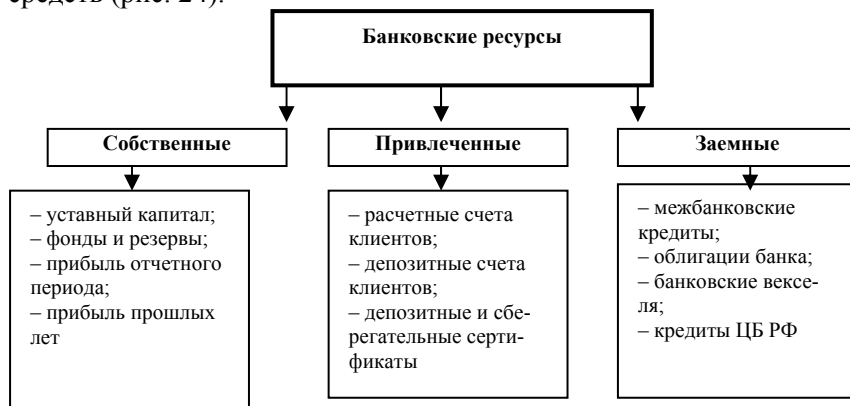 средств (рис. 24).
Банковские ресурсы
Собственные
Привлеченные
Заемные
– уставный капитал;
– фонды и резервы;
– прибыль отчетного
периода;
– прибыль прошлых
лет
– расчетные счета
клиентов;
– депозитные счета
клиентов;
– депозитные и сбе-
регательные серти-
фикаты
– межбанковские
кредиты;
– облигации банка;
– банковские вексе-
ля;
– кредиты ЦБ РФ